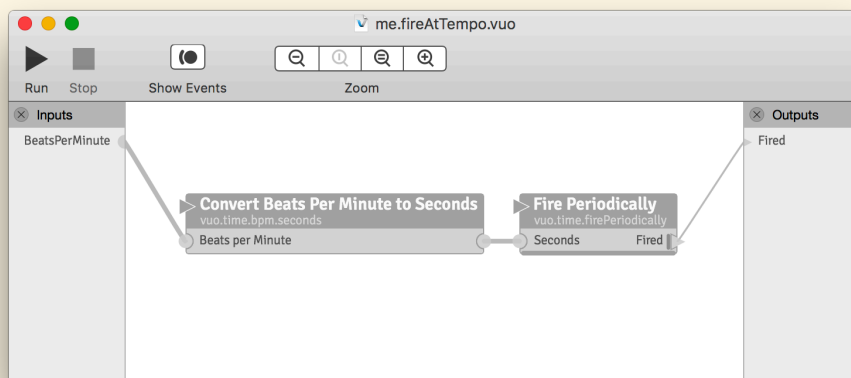 me.fireAtTempo.vuo
Run Stop Show Events Zoom
Inputs Outputs
BeatsPerMinute Fired
Convert Beats Per Minute to Seconds Fire Periodically
vuo.time.bpm.seconds vuo.time.firePeriodically
Beats per Minute Seconds Fired